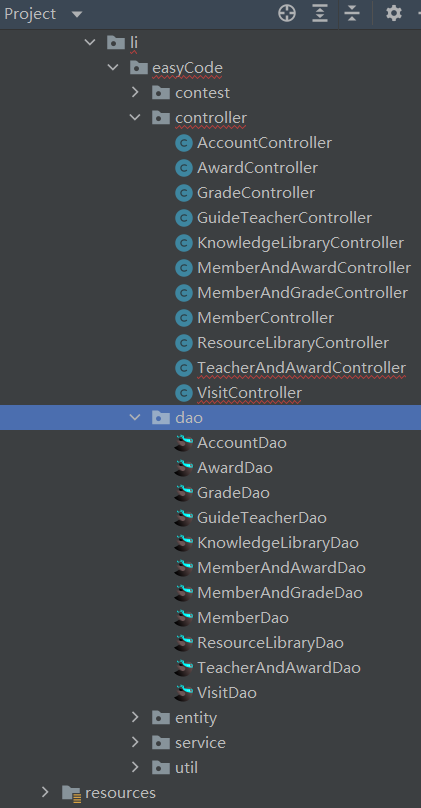 Project
li
easyCode
contest
controller
AccountController
AwardController
GradeController
GuideTeacherController
KnowledgeLibraryController
MemberAndAwardController
MemberAndGradeController
MemberController
ResourceLibraryController
TeacherAndAwardController
VisitController
dao
AccountDao
AwardDao
GradeDao
GuideTeacherDao
KnowledgeLibraryDao
MemberAndAwardDao
MemberAndGradeDao
MemberDao
ResourceLibraryDao
TeacherAndAwardDao
VisitDao
entity
service
util
resources